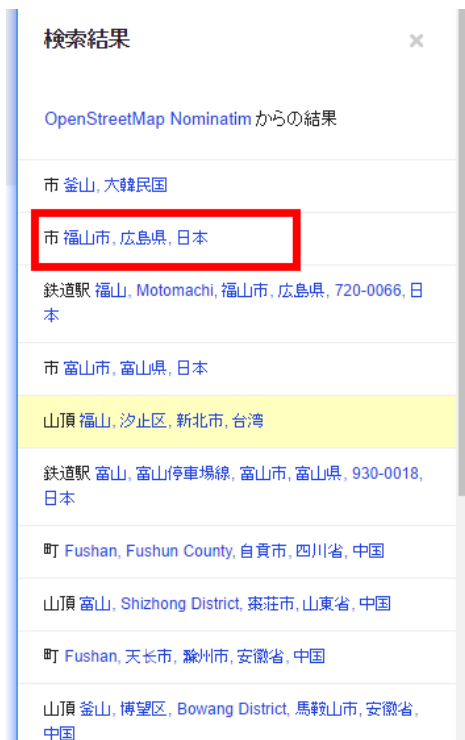 検索結果
×
OpenStreetMap Nominatim からの結果
市 釜山, 大韓民国
市 福山市, 広島県, 日本
鉄道駅 福山, Motomachi, 福山市, 広島県, 720-0066, 日
本
市 富山市, 富山県, 日本
山頂 福山, 汐止区, 新北市, 台湾
鉄道駅 富山, 富山停車場線, 富山市, 富山県, 930-0018,
日本
町 Fushan, Fushun County, 自貢市, 四川省, 中国
山頂 富山, Shizhong District, 棗荘市, 山東省, 中国
町 Fushan, 天长市, 滁州市, 安徽省, 中国
山頂 釜山, 博望区, Bowang District, 馬鞍山市, 安徽省,
中国